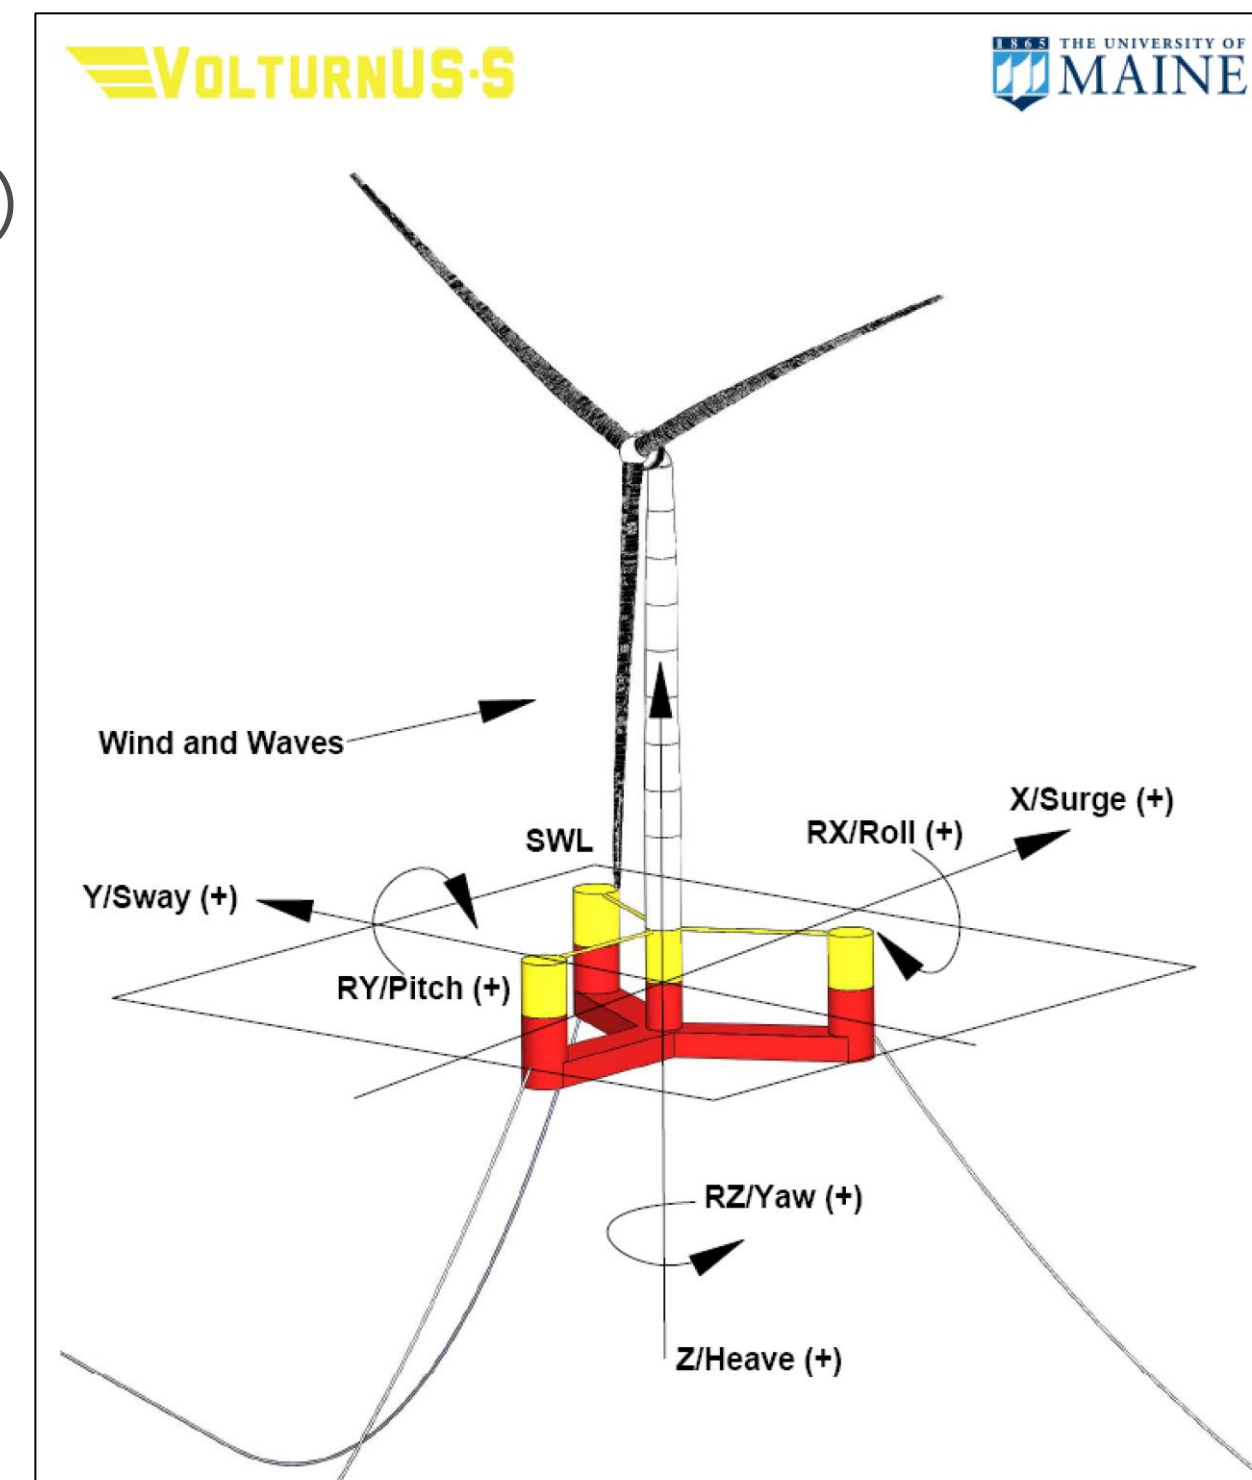 VOLTURNUS-S
1865 THE UNIVERSITY OF
MAINE
Wind and Waves
X/Surge (+)
RX/Roll (+)
SWL
Y/Sway (+)
RY/Pitch (+)
RZ/Yaw (+)
Z/Heave (+)